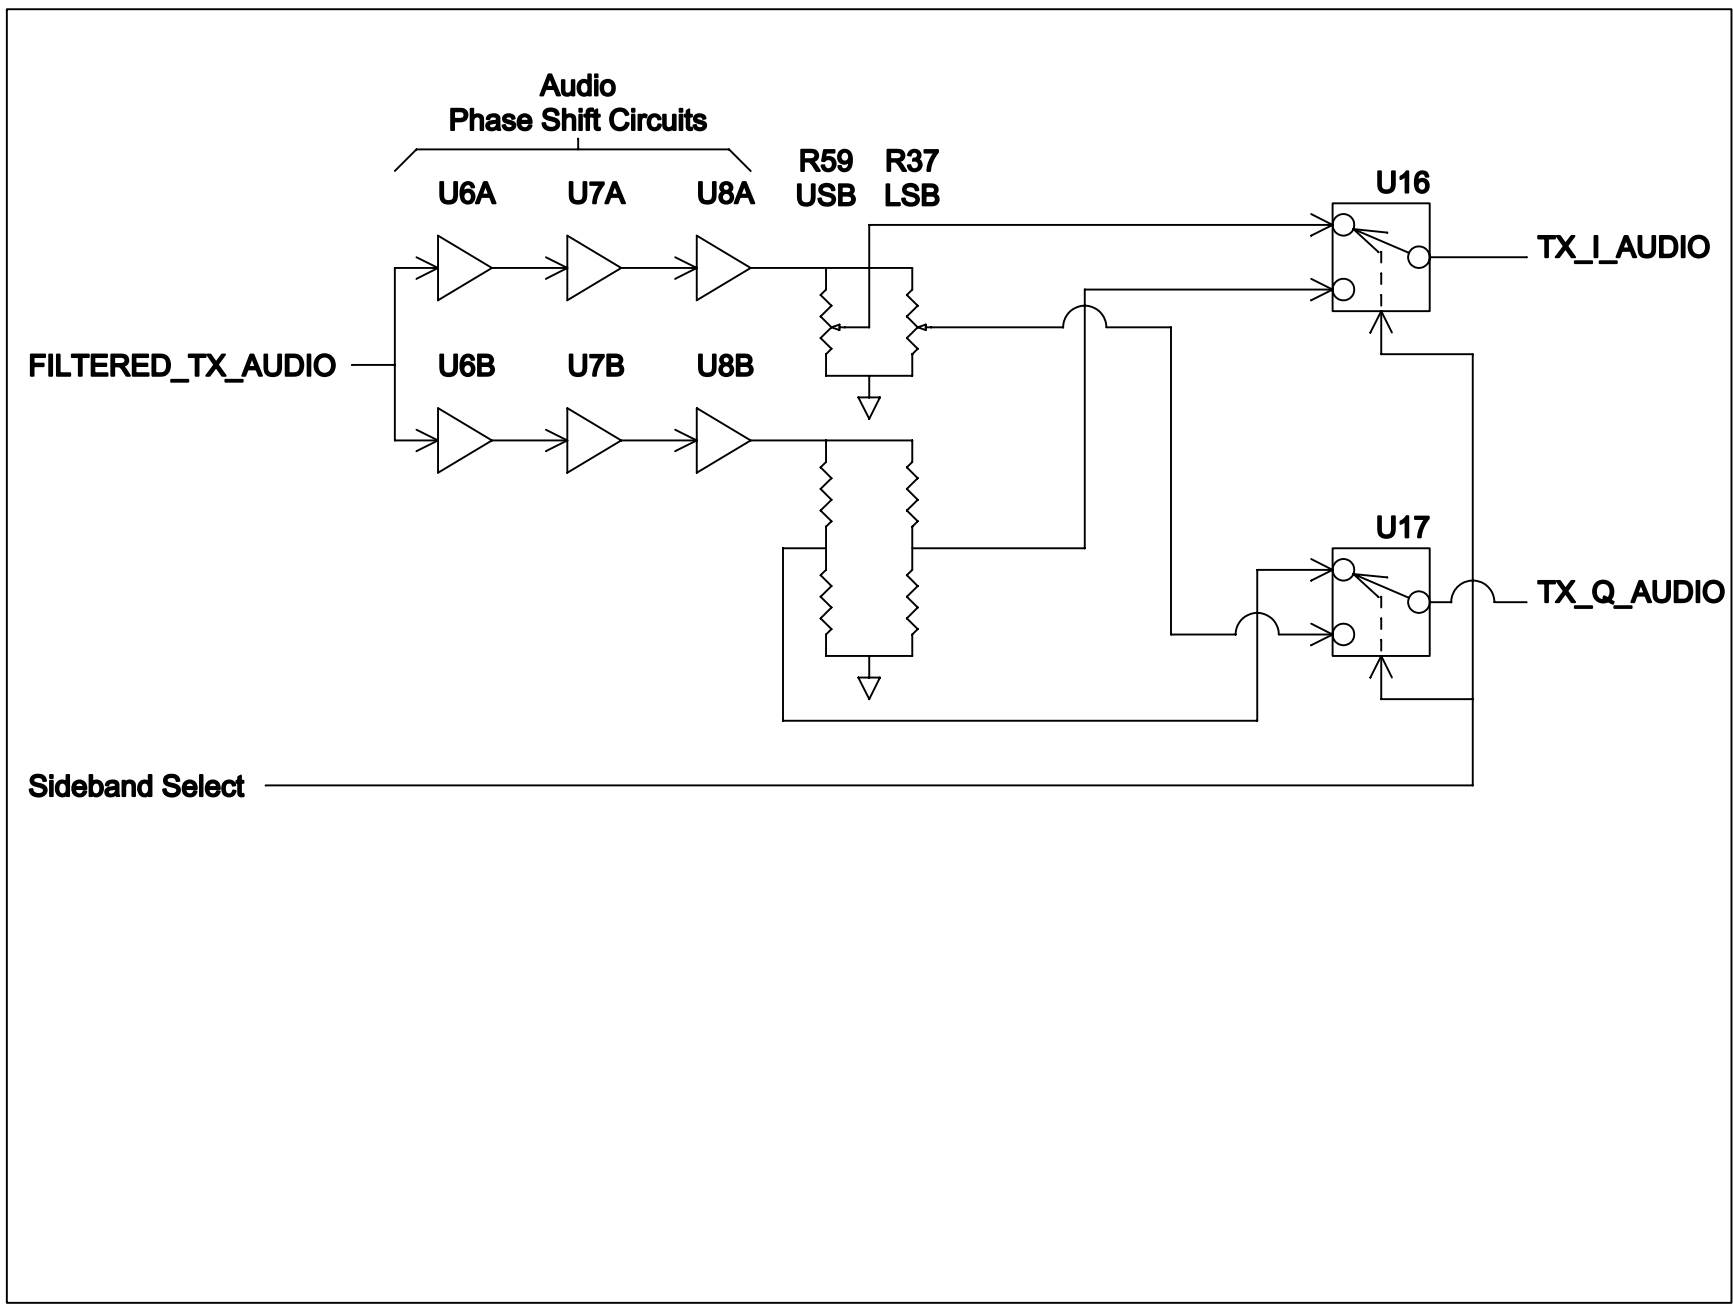 Audio
Phase Shift Circuits
R59 R37
USB LSB
U6A U7A U8A
U16
TX_I_AUDIO
FILTERED_TX_AUDIO
U6B U7B U8B
U17
TX_Q_AUDIO
Sideband Select